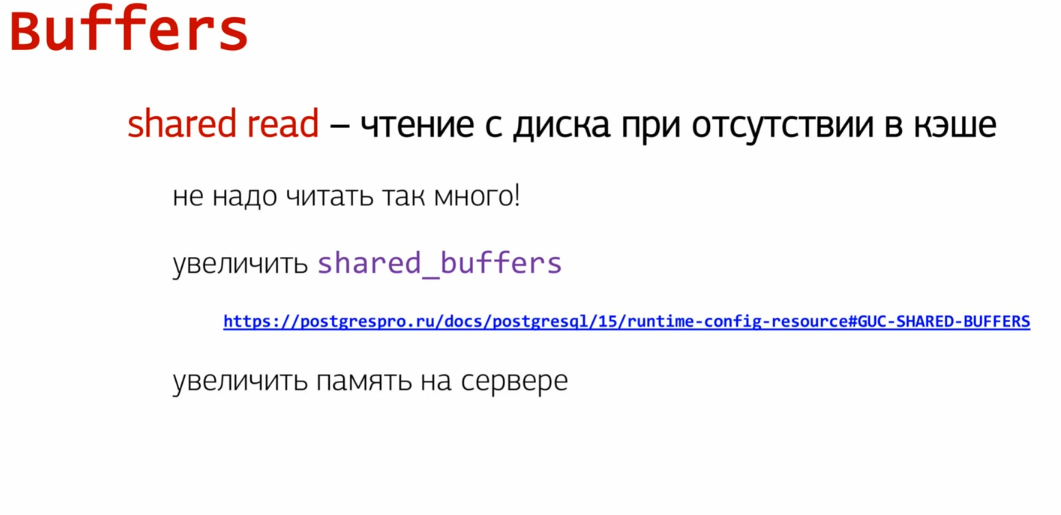 Buffers
shared read – чтение с диска при отсутствии в кэше
не надо читать так много!
увеличить shared_buffers
https://postgrespro.ru/docs/postgresql/15/runtime-config-resource#GUC-SHARED-BUFFERS
увеличить память на сервере